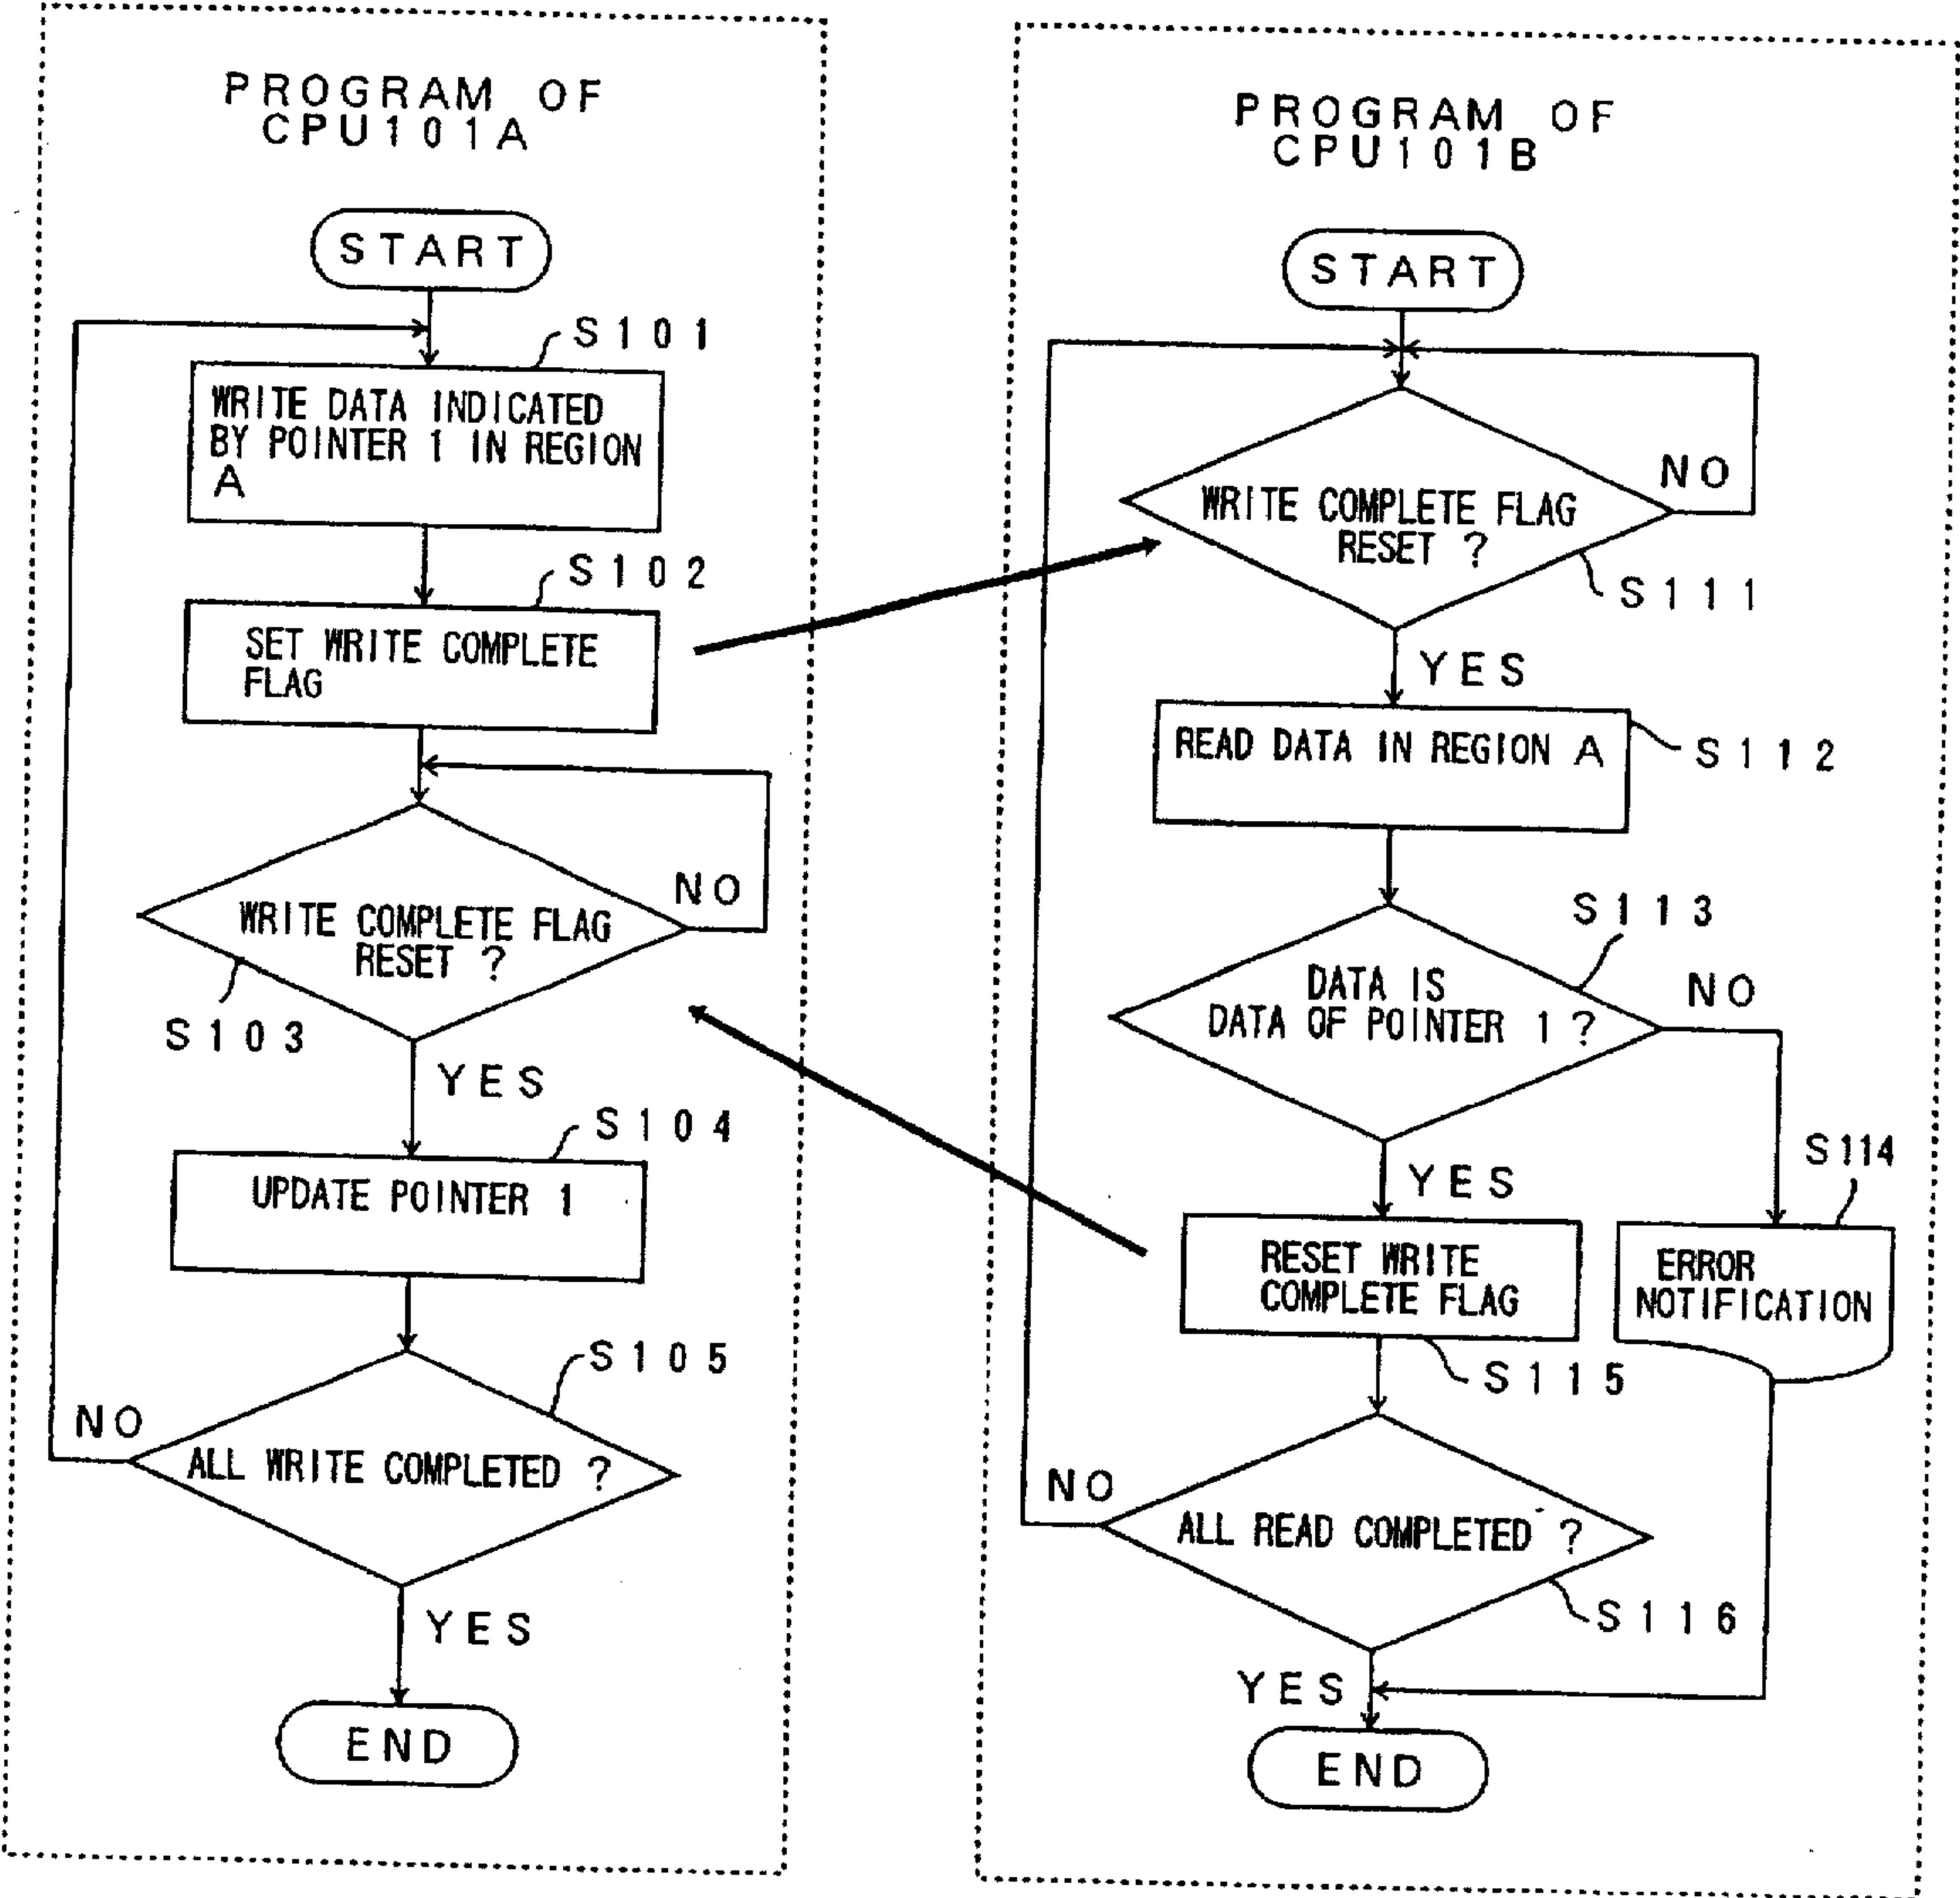 PROGRAM OF
CPU101A
START
S101
WRITE DATA INDICATED
BY POINTER 1 IN REGION
A
S102
SET WRITE COMPLETE
FLAG
NO
WRITE COMPLETE FLAG
RESET ?
S103
YES
S104
UPDATE POINTER 1
S105
NO
ALL WRITE COMPLETED ?
YES
END
PROGRAM OF
CPU101B
START
NO
WRITE COMPLETE FLAG
RESET ?
S111
YES
READ DATA IN REGION A
S112
S113
DATA IS
DATA OF POINTER 1 ?
NO
YES
S114
RESET WRITE
COMPLETE FLAG
ERROR
NOTIFICATION
S115
NO
ALL READ COMPLETED ?
S116
YES
END